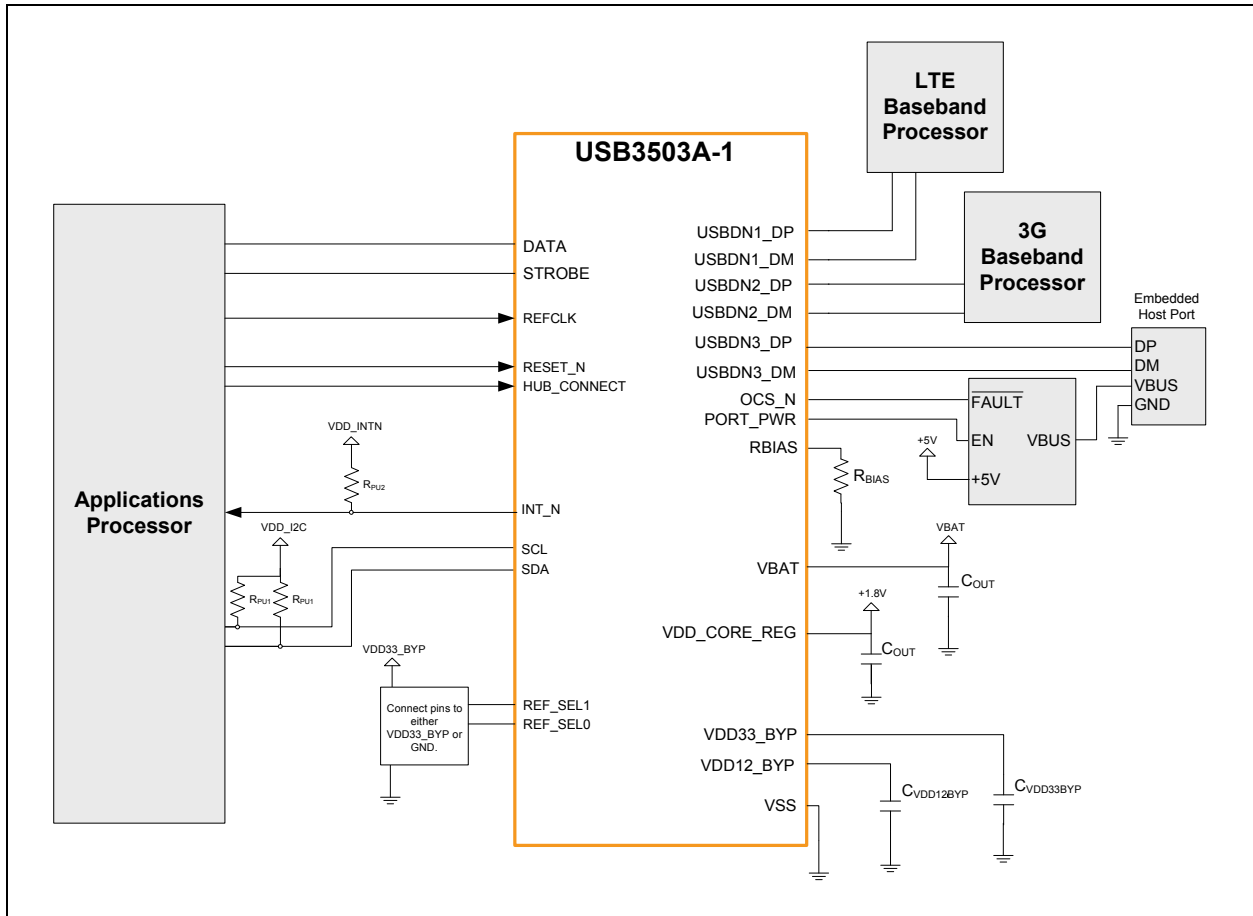 LTE
Baseband
Processor
USB3503A-1
3G
Baseband
Processor
Embedded
Host Port
DATA
STROBE
REFCLK
RESET_N
HUB_CONNECT
VDD_INTN
RPU2
Applications
Processor
INT_N
VDD_I2C
SCL
SDA
RPU1
RPU1
VDD33_BYP
Connect pins to
either
VDD33_BYP or
GND.
REF_SEL1
REF_SEL0
USBDN1_DP
USBDN1_DM
USBDN2_DP
USBDN2_DM
USBDN3_DP
USBDN3_DM
OCS_N
PORT_PWR
RBIAS
RBIAS
DP
DM
VBUS
GND
FAULT
EN
VBUS
+5V
+5V
VBAT
VBAT
COUT
VDD_CORE_REG
+1.8V
COUT
VDD33_BYP
VDD12_BYP
CVDD12BYP
CVDD33BYP
VSS